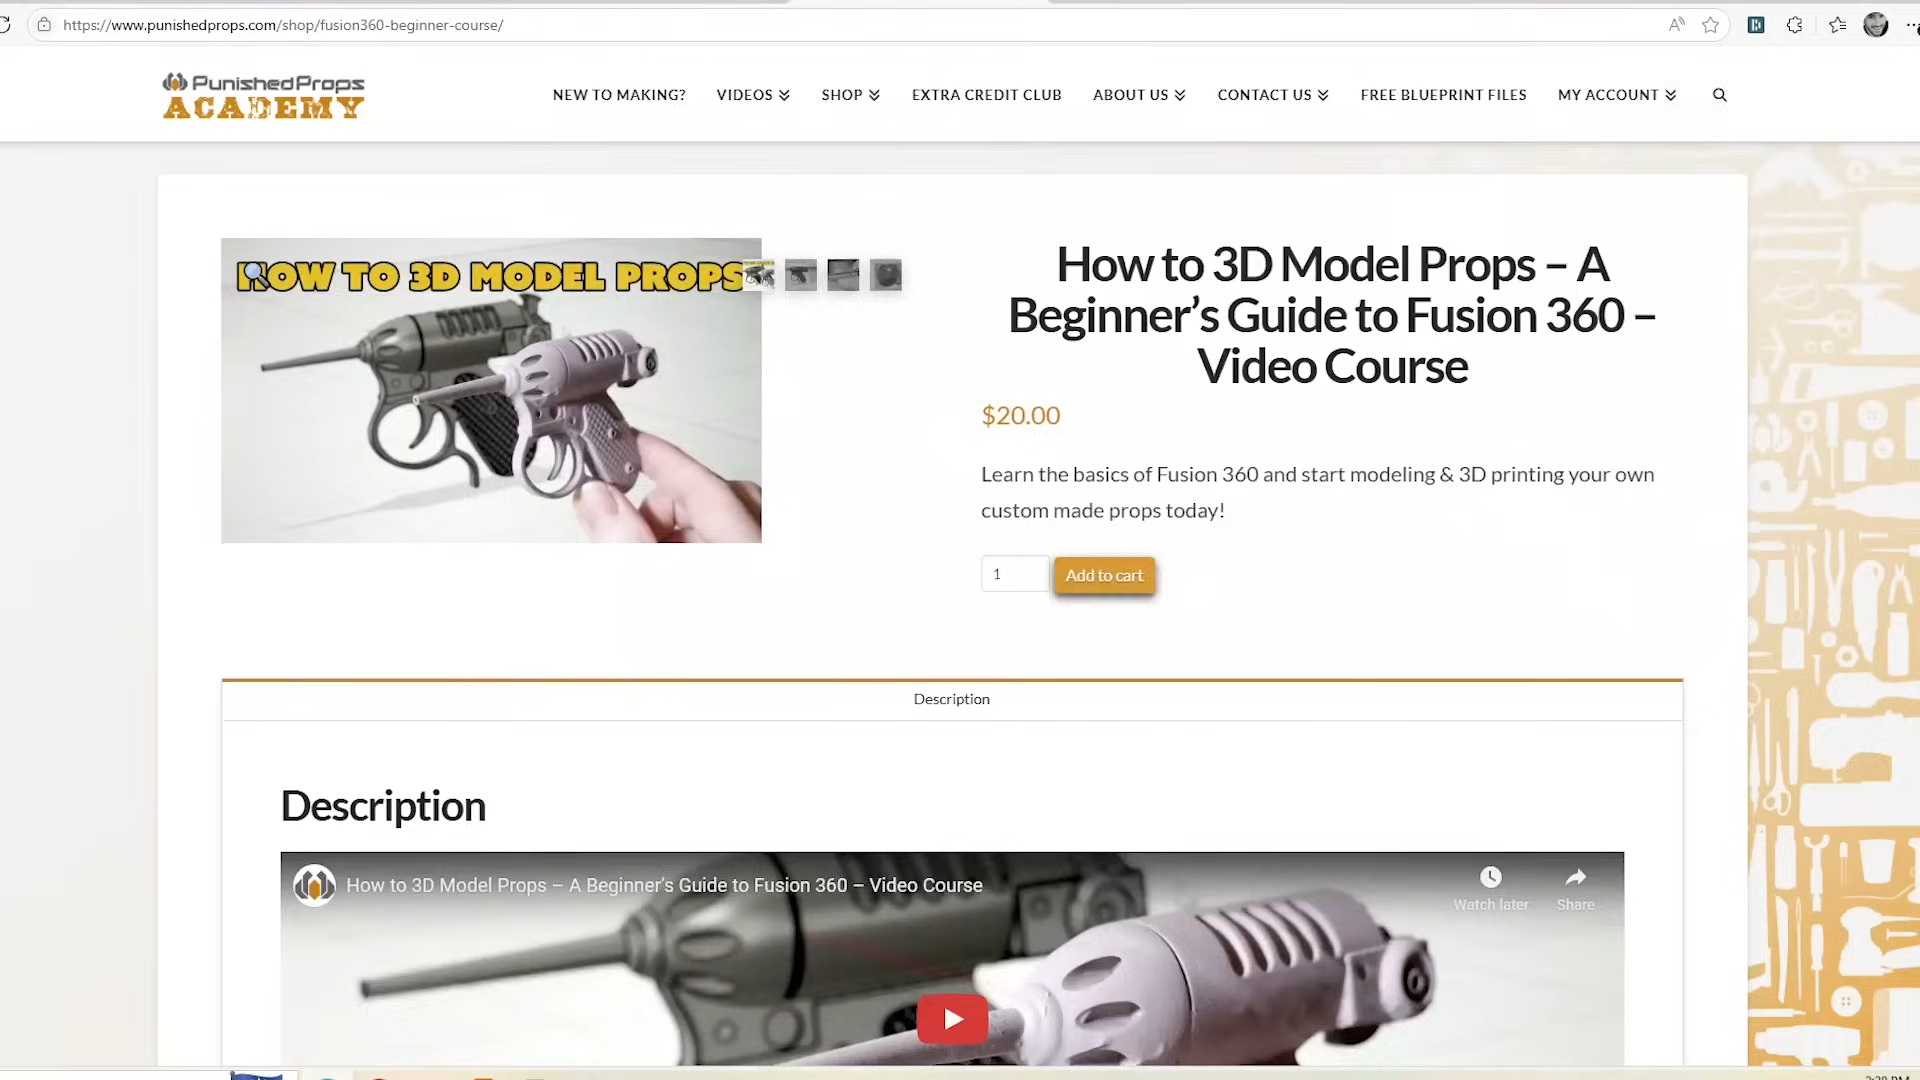 https://www.punishedprops.com/shop/fusion360-beginner-course/
PunishedProps
ACADEMY
NEW TO MAKING?
VIDEOS
SHOP
EXTRA CREDIT CLUB
ABOUT US
CONTACT US
FREE BLUEPRINT FILES
MY ACCOUNT
HOW TO 3D MODEL PROPS
How to 3D Model Props – A
Beginner’s Guide to Fusion 360 –
Video Course
$20.00
Learn the basics of Fusion 360 and start modeling & 3D printing your own
custom made props today!
1
Add to cart
Description
Description
How to 3D Model Props – A Beginner’s Guide to Fusion 360 – Video Course
Watch later
Share